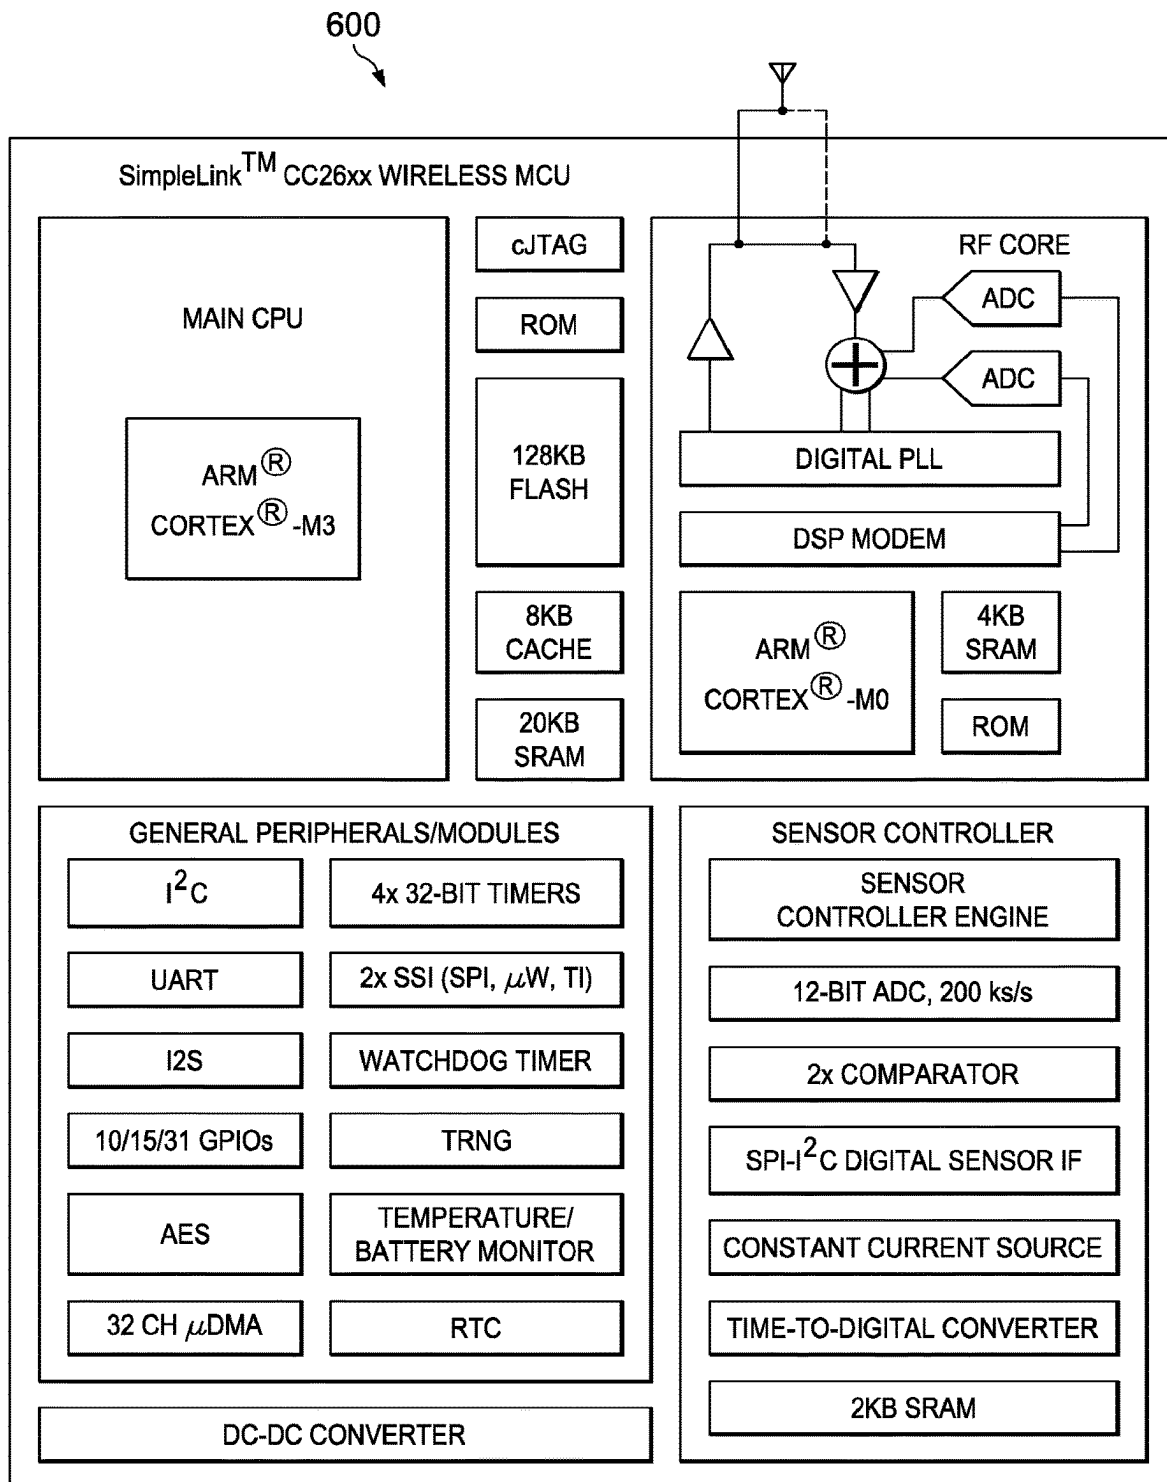 600
SimpleLink™ CC26xx WIRELESS MCU
MAIN CPU
ARM®
CORTEX®-M3
cJTAG
ROM
128KB
FLASH
8KB
CACHE
20KB
SRAM
RF CORE
ADC
ADC
DIGITAL PLL
DSP MODEM
ARM®
CORTEX®-M0
4KB
SRAM
ROM
GENERAL PERIPHERALS/MODULES
I²C
4x 32-BIT TIMERS
UART
2x SSI (SPI, μW, TI)
I2S
WATCHDOG TIMER
10/15/31 GPIOs
TRNG
AES
TEMPERATURE/
BATTERY MONITOR
32 CH μDMA
RTC
DC-DC CONVERTER
SENSOR CONTROLLER
SENSOR
CONTROLLER ENGINE
12-BIT ADC, 200 ks/s
2x COMPARATOR
SPI-I²C DIGITAL SENSOR IF
CONSTANT CURRENT SOURCE
TIME-TO-DIGITAL CONVERTER
2KB SRAM